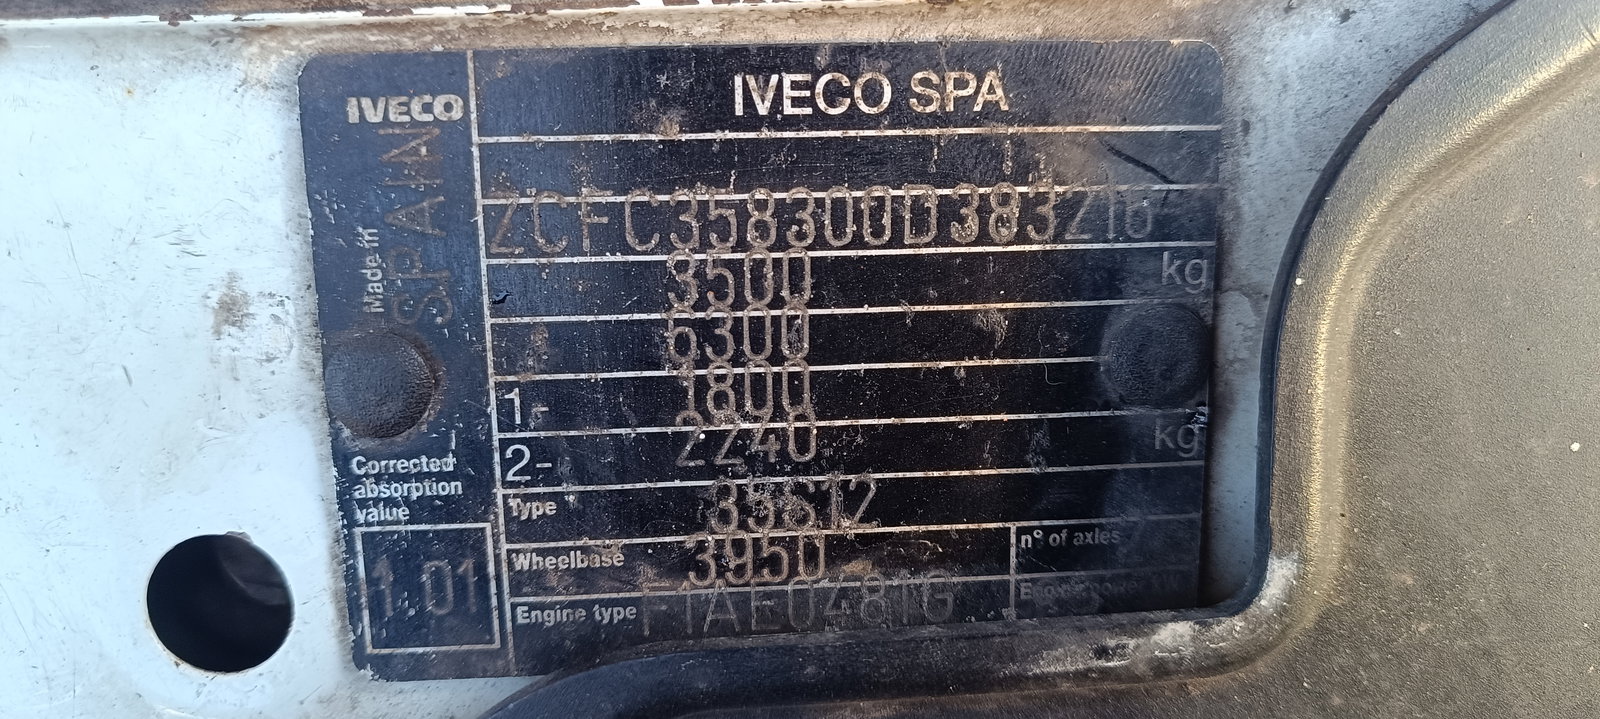 IVECO
IVECO SPA
Made in SPAIN
ZCFC358300D383216
3500 kg
6300
1- 1800
2- 2240 kg
Type 35S12
Wheelbase 3950
n° of axles
Engine type F1AE0481G
Corrected
absorption
value
1.01